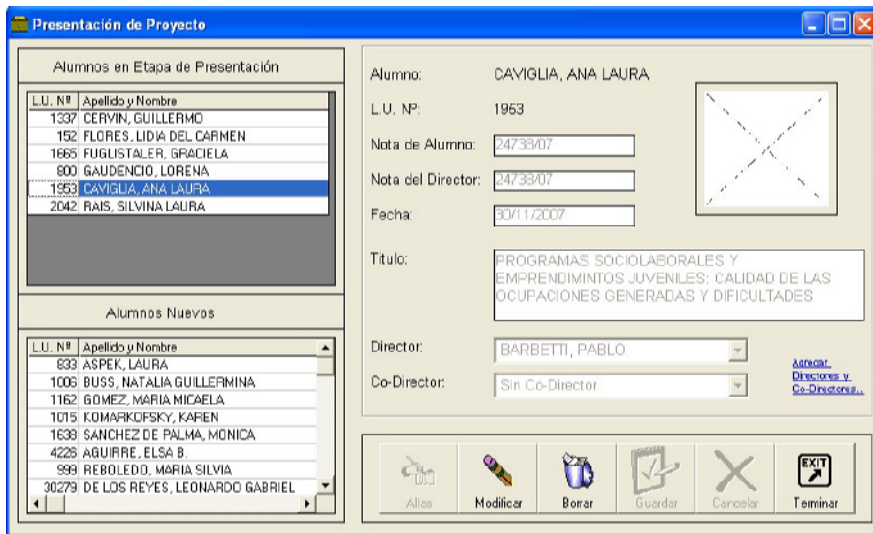 Presentación de Proyecto
Alumnos en Etapa de Presentación
L.U. Nº Apellido y Nombre
1337 CERVIN, GUILLERMO
152 FLORES, LIDIA DEL CARMEN
1665 FUGLISTALER, GRACIELA
800 GAUDENCIO, LORENA
1953 CAVIGLIA, ANA LAURA
2042 RAIS, SILVINA LAURA
Alumnos Nuevos
L.U. Nº Apellido y Nombre
833 ASPEK, LAURA
1006 BUSS, NATALIA GUILLERMINA
1162 GOMEZ, MARIA MICAELA
1015 KOMARKOFSKY, KAREN
1638 SANCHEZ DE PALMA, MONICA
4226 AGUIRRE, ELSA B.
999 REBOLEDO, MARIA SILVIA
30279 DE LOS REYES, LEONARDO GABRIEL
Alumno: CAVIGLIA, ANA LAURA
L.U. Nº: 1953
Nota de Alumno: 24738/07
Nota del Director: 24738/07
Fecha: 30/11/2007
Titulo: PROGRAMAS SOCIOLABORALES Y
EMPRENDIMINTOS JUVENILES: CALIDAD DE LAS
OCUPACIONES GENERADAS Y DIFICULTADES
Director: BARBETTI, PABLO
Co-Director: Sin Co-Director
Agregar
Directores y
Co-Directores..
Altas Modificar Borrar Guardar Cancelar EXIT Terminar